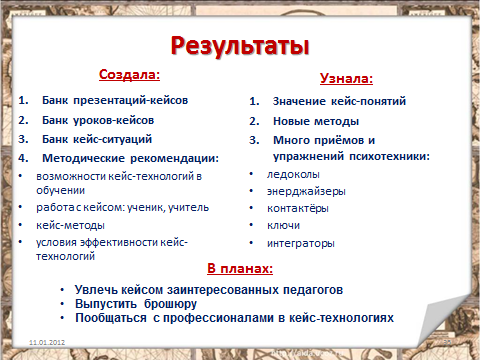 Результаты
Создала:
1. Банк презентаций-кейсов
2. Банк уроков-кейсов
3. Банк кейс-ситуаций
4. Методические рекомендации:
• возможности кейс-технологий в
обучении
• работа с кейсом: ученик, учитель
• кейс-методы
• условия эффективности кейс-
технологий
Узнала:
1. Значение кейс-понятий
2. Новые методы
3. Много приёмов и
упражнений психотехники:
• ледоколы
• энерджайзеры
• контактёры
• ключи
• интеграторы
В планах:
• Увлечь кейсом заинтересованных педагогов
• Выпустить брошюру
• Пообщаться с профессионалами в кейс-технологиях
11.01.2012